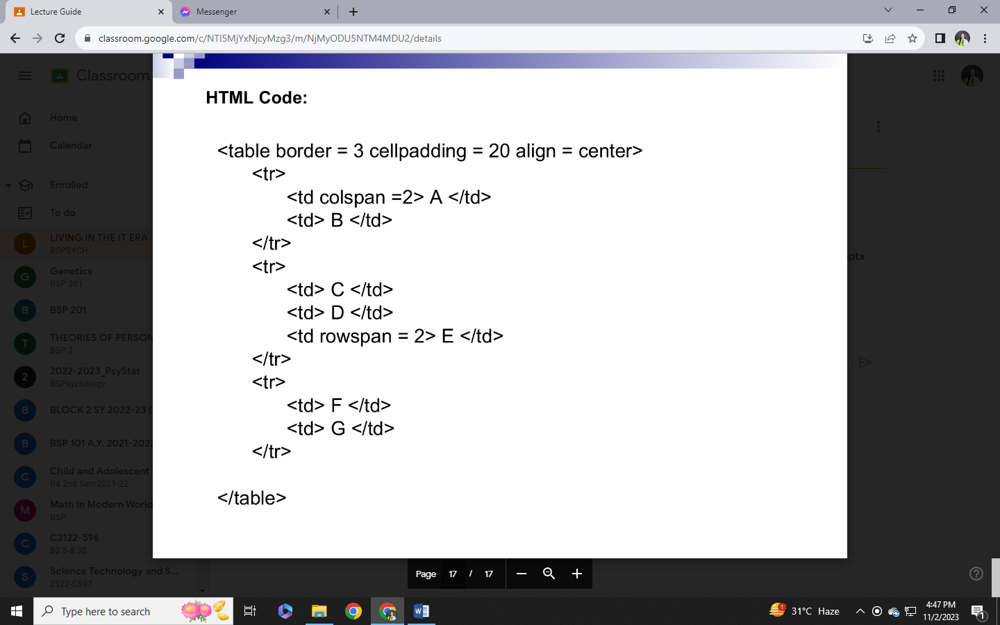 Lecture Guide
Messenger
classroom.google.com/c/NTI5MjYxNjcyMzg3/m/NjMyODU5NTM4MDU2/details
Classroom
Home
Calendar
Enrolled
To do
L
LIVING IN THE IT ERA
BSPSYCH
G
Genetics
BSP 301
B
BSP 201
T
THEORIES OF PERSON
BSP 2
2
2022-2023_PsyStat
BSPsychology
B
BLOCK 2 SY 2022-23 (
B
BSP 101 A.Y. 2021-2022
C
Child and Adolescent
B4 2nd Sem2021-22
M
Math in Modern World
BSP
C
C2122-596
B2 5-8:30
S
Science Technology and S...
2122-C597
HTML Code:
<table border = 3 cellpadding = 20 align = center>
<tr>
<td colspan =2> A </td>
<td> B </td>
</tr>
<tr>
<td> C </td>
<td> D </td>
<td rowspan = 2> E </td>
</tr>
<tr>
<td> F </td>
<td> G </td>
</tr>
</table>
ptx
Page 17 / 17
Type here to search
1
31°C Haze
4:47 PM
11/2/2023
1